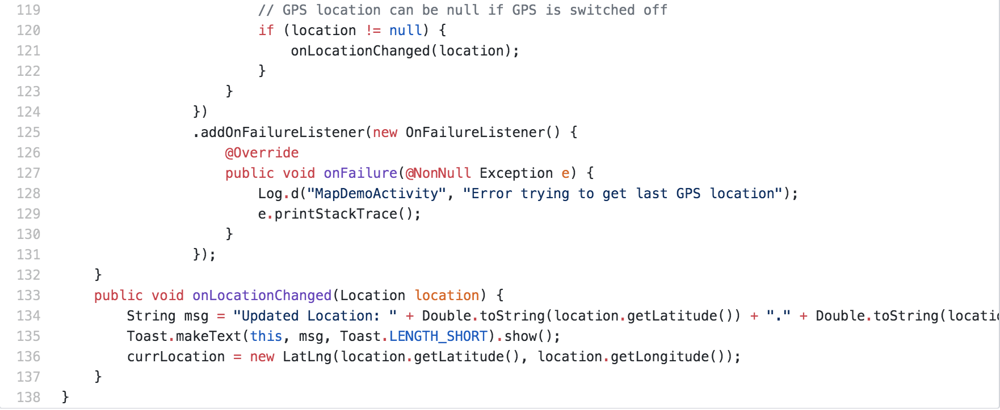 119 // GPS location can be null if GPS is switched off
120 if (location != null) {
121 onLocationChanged(location);
122 }
123 }
124 })
125 .addOnFailureListener(new OnFailureListener() {
126 @Override
127 public void onFailure(@NonNull Exception e) {
128 Log.d("MapDemoActivity", "Error trying to get last GPS location");
129 e.printStackTrace();
130 }
131 });
132 }
133 public void onLocationChanged(Location location) {
134 String msg = "Updated Location: " + Double.toString(location.getLatitude()) + "." + Double.toString(locati
135 Toast.makeText(this, msg, Toast.LENGTH_SHORT).show();
136 currLocation = new LatLng(location.getLatitude(), location.getLongitude());
137 }
138 }